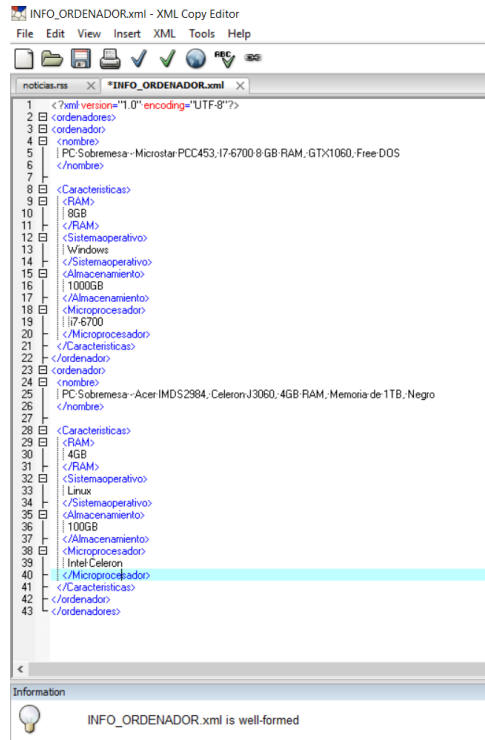 INFO_ORDENADOR.xml - XML Copy Editor
File Edit View Insert XML Tools Help
ABC
noticias.rss *INFO_ORDENADOR.xml
1 <?xml version="1.0" encoding="UTF-8"?>
2 <ordenadores>
3 <ordenador>
4 <nombre>
5 PC Sobremesa - Microstar PCC453, I7-6700 8 GB RAM, GTX1060, Free DOS
6 </nombre>
7
8 <Caracteristicas>
9 <RAM>
10 8GB
11 </RAM>
12 <Sistemaoperativo>
13 Windows
14 </Sistemaoperativo>
15 <Almacenamiento>
16 1000GB
17 </Almacenamiento>
18 <Microprocesador>
19 i7-6700
20 </Microprocesador>
21 </Caracteristicas>
22 </ordenador>
23 <ordenador>
24 <nombre>
25 PC Sobremesa - Acer IMDS2984, Celeron J3060, 4GB RAM, Memoria de 1TB, Negro
26 </nombre>
27
28 <Caracteristicas>
29 <RAM>
30 4GB
31 </RAM>
32 <Sistemaoperativo>
33 Linux
34 </Sistemaoperativo>
35 <Almacenamiento>
36 100GB
37 </Almacenamiento>
38 <Microprocesador>
39 Intel Celeron
40 </Microprocesador>
41 </Caracteristicas>
42 </ordenador>
43 </ordenadores>
Information
INFO_ORDENADOR.xml is well-formed